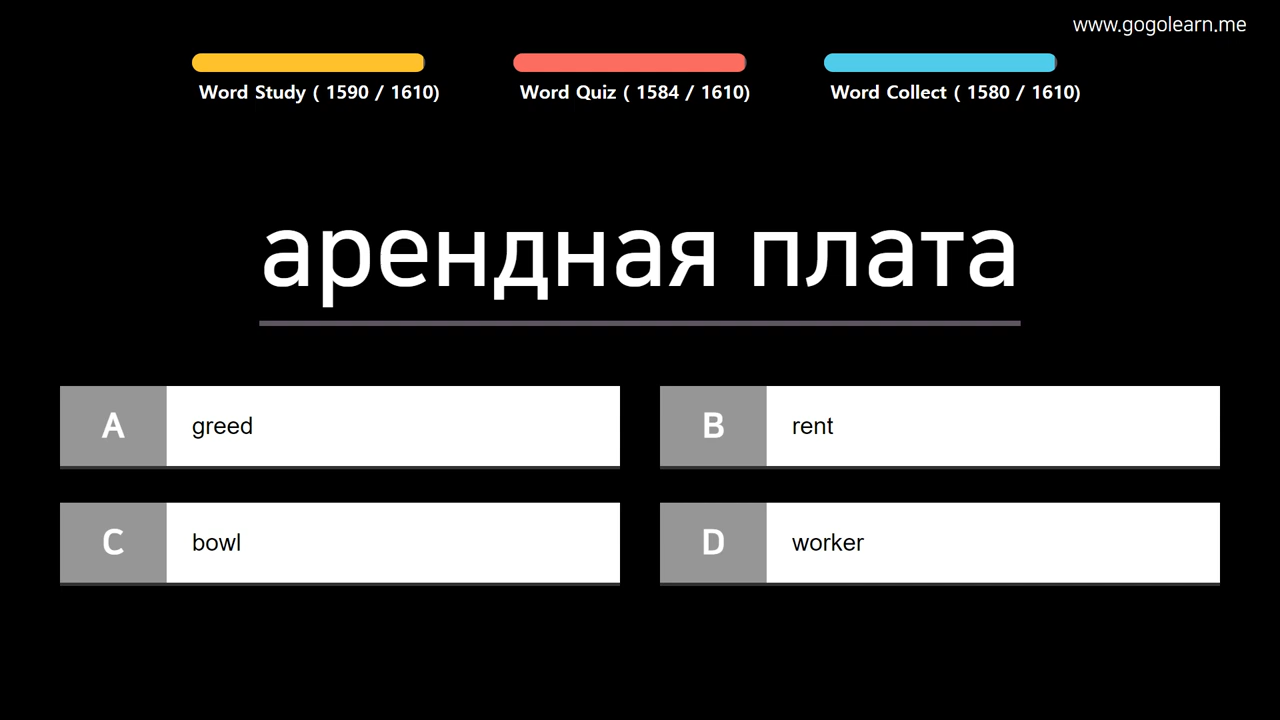 www.gogolearn.me
Word Study ( 1590 / 1610)
Word Quiz ( 1584 / 1610)
Word Collect ( 1580 / 1610)
арендная плата
A greed
B rent
C bowl
D worker